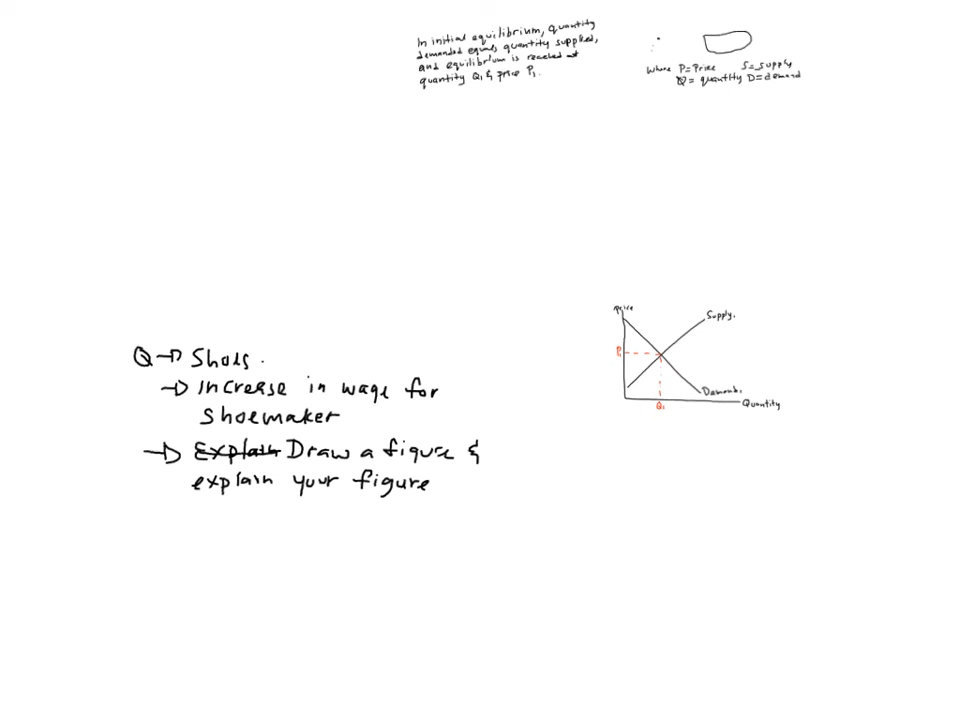 In initial equilibrium, quantity
demanded equals quantity supplied,
and equilibrium is reached at
quantity Q1 & price P1.
where P=Price S=supply
Q = quantity D=demand
Price
Supply.
P1
Demand.
Q1
Quantity
Q→ Shoes.
→ Increase in wage for
Shoemaker
→ Explain Draw a figure &
explain your figure